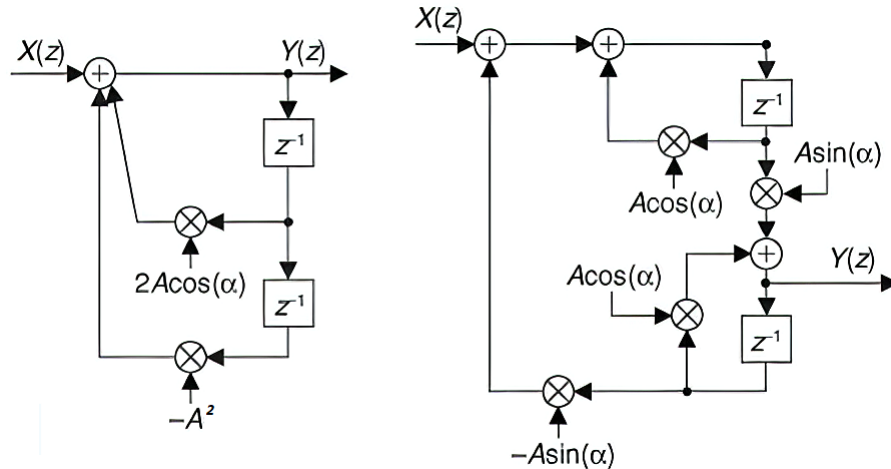 X(z)
Y(z)
z⁻¹
2Acos(α)
z⁻¹
−A²
X(z)
z⁻¹
Asin(α)
Acos(α)
Acos(α)
Y(z)
z⁻¹
−Asin(α)